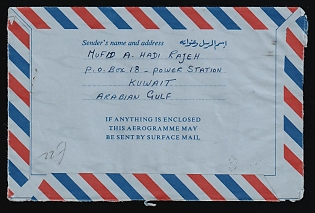 Sender's name and address اسم المرسل وعنوانه
MUFID A. HADI RAJEH
P.O. BOX 18 - POWER STATION
KUWAIT
ARABIAN GULF
IF ANYTHING IS ENCLOSED
THIS AEROGRAMME MAY
BE SENT BY SURFACE MAIL